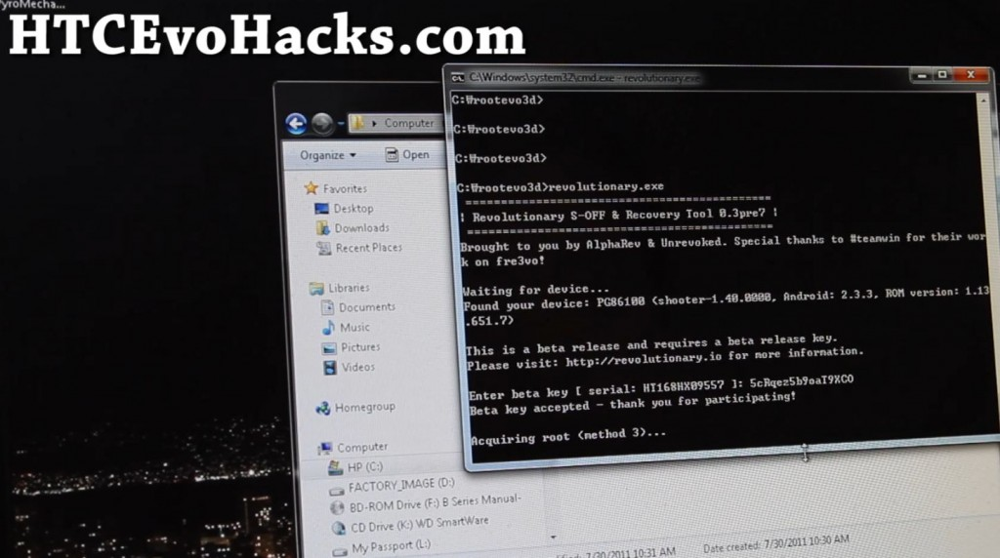 yroMecha...
HTCEvoHacks.com
C:\Windows\system32\cmd.exe - revolutionary.exe
C:₩rootevo3d>
C:₩rootevo3d>
C:₩rootevo3d>
C:₩rootevo3d>revolutionary.exe
=============================================
| Revolutionary S-OFF & Recovery Tool 0.3pre7 |
=============================================
Brought to you by AlphaRev & Unrevoked. Special thanks to #teamwin for their wor
k on fre3vo!
Waiting for device...
Found your device: PG86100 (shooter-1.40.0000, Android: 2.3.3, ROM version: 1.13
.651.7)
This is a beta release and requires a beta release key.
Please visit: http://revolutionary.io for more information.
Enter beta key [ serial: HT168HX09557 ]: 5cRqez5b9oaT9XCO
Beta key accepted - thank you for participating!
Acquiring root (method 3)...
Computer
Organize
Open
Favorites
Desktop
Downloads
Recent Places
Libraries
Documents
Music
Pictures
Videos
Homegroup
Computer
HP (C:)
FACTORY_IMAGE (D:)
BD-ROM Drive (F:) B Series Manual-
CD Drive (K:) WD SmartWare
My Passport (L:)
7/30/2011 10:31 AM
Date created: 7/30/2011 10:30 AM